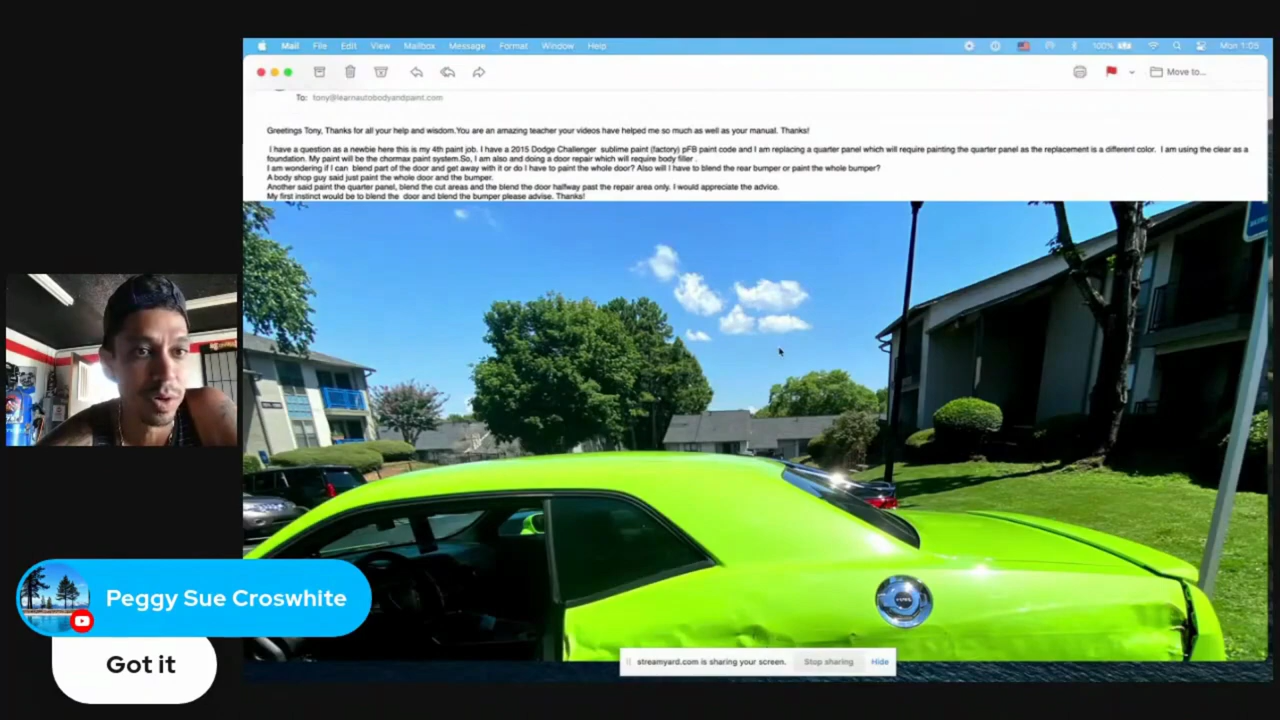 Mail File Edit View Mailbox Message Format Window Help 100% Mon 1:05
Move to...
To: tony@learnautobodyandpaint.com
Greetings Tony, Thanks for all your help and wisdom.You are an amazing teacher your videos have helped me so much as well as your manual. Thanks!
I have a question as a newbie here this is my 4th paint job. I have a 2015 Dodge Challenger sublime paint (factory) pFB paint code and I am replacing a quarter panel which will require painting the quarter panel as the replacement is a different color. I am using the clear as a
foundation. My paint will be the chormax paint system.So, I am also and doing a door repair which will require body filler .
I am wondering if I can blend part of the door and get away with it or do I have to paint the whole door? Also will I have to blend the rear bumper or paint the whole bumper?
A body shop guy said just paint the whole door and the bumper.
Another said paint the quarter panel, blend the cut areas and the blend the door halfway past the repair area only. I would appreciate the advice.
My first instinct would be to blend the door and blend the bumper please advise. Thanks!
Peggy Sue Croswhite
Got it
streamyard.com is sharing your screen. Stop sharing Hide